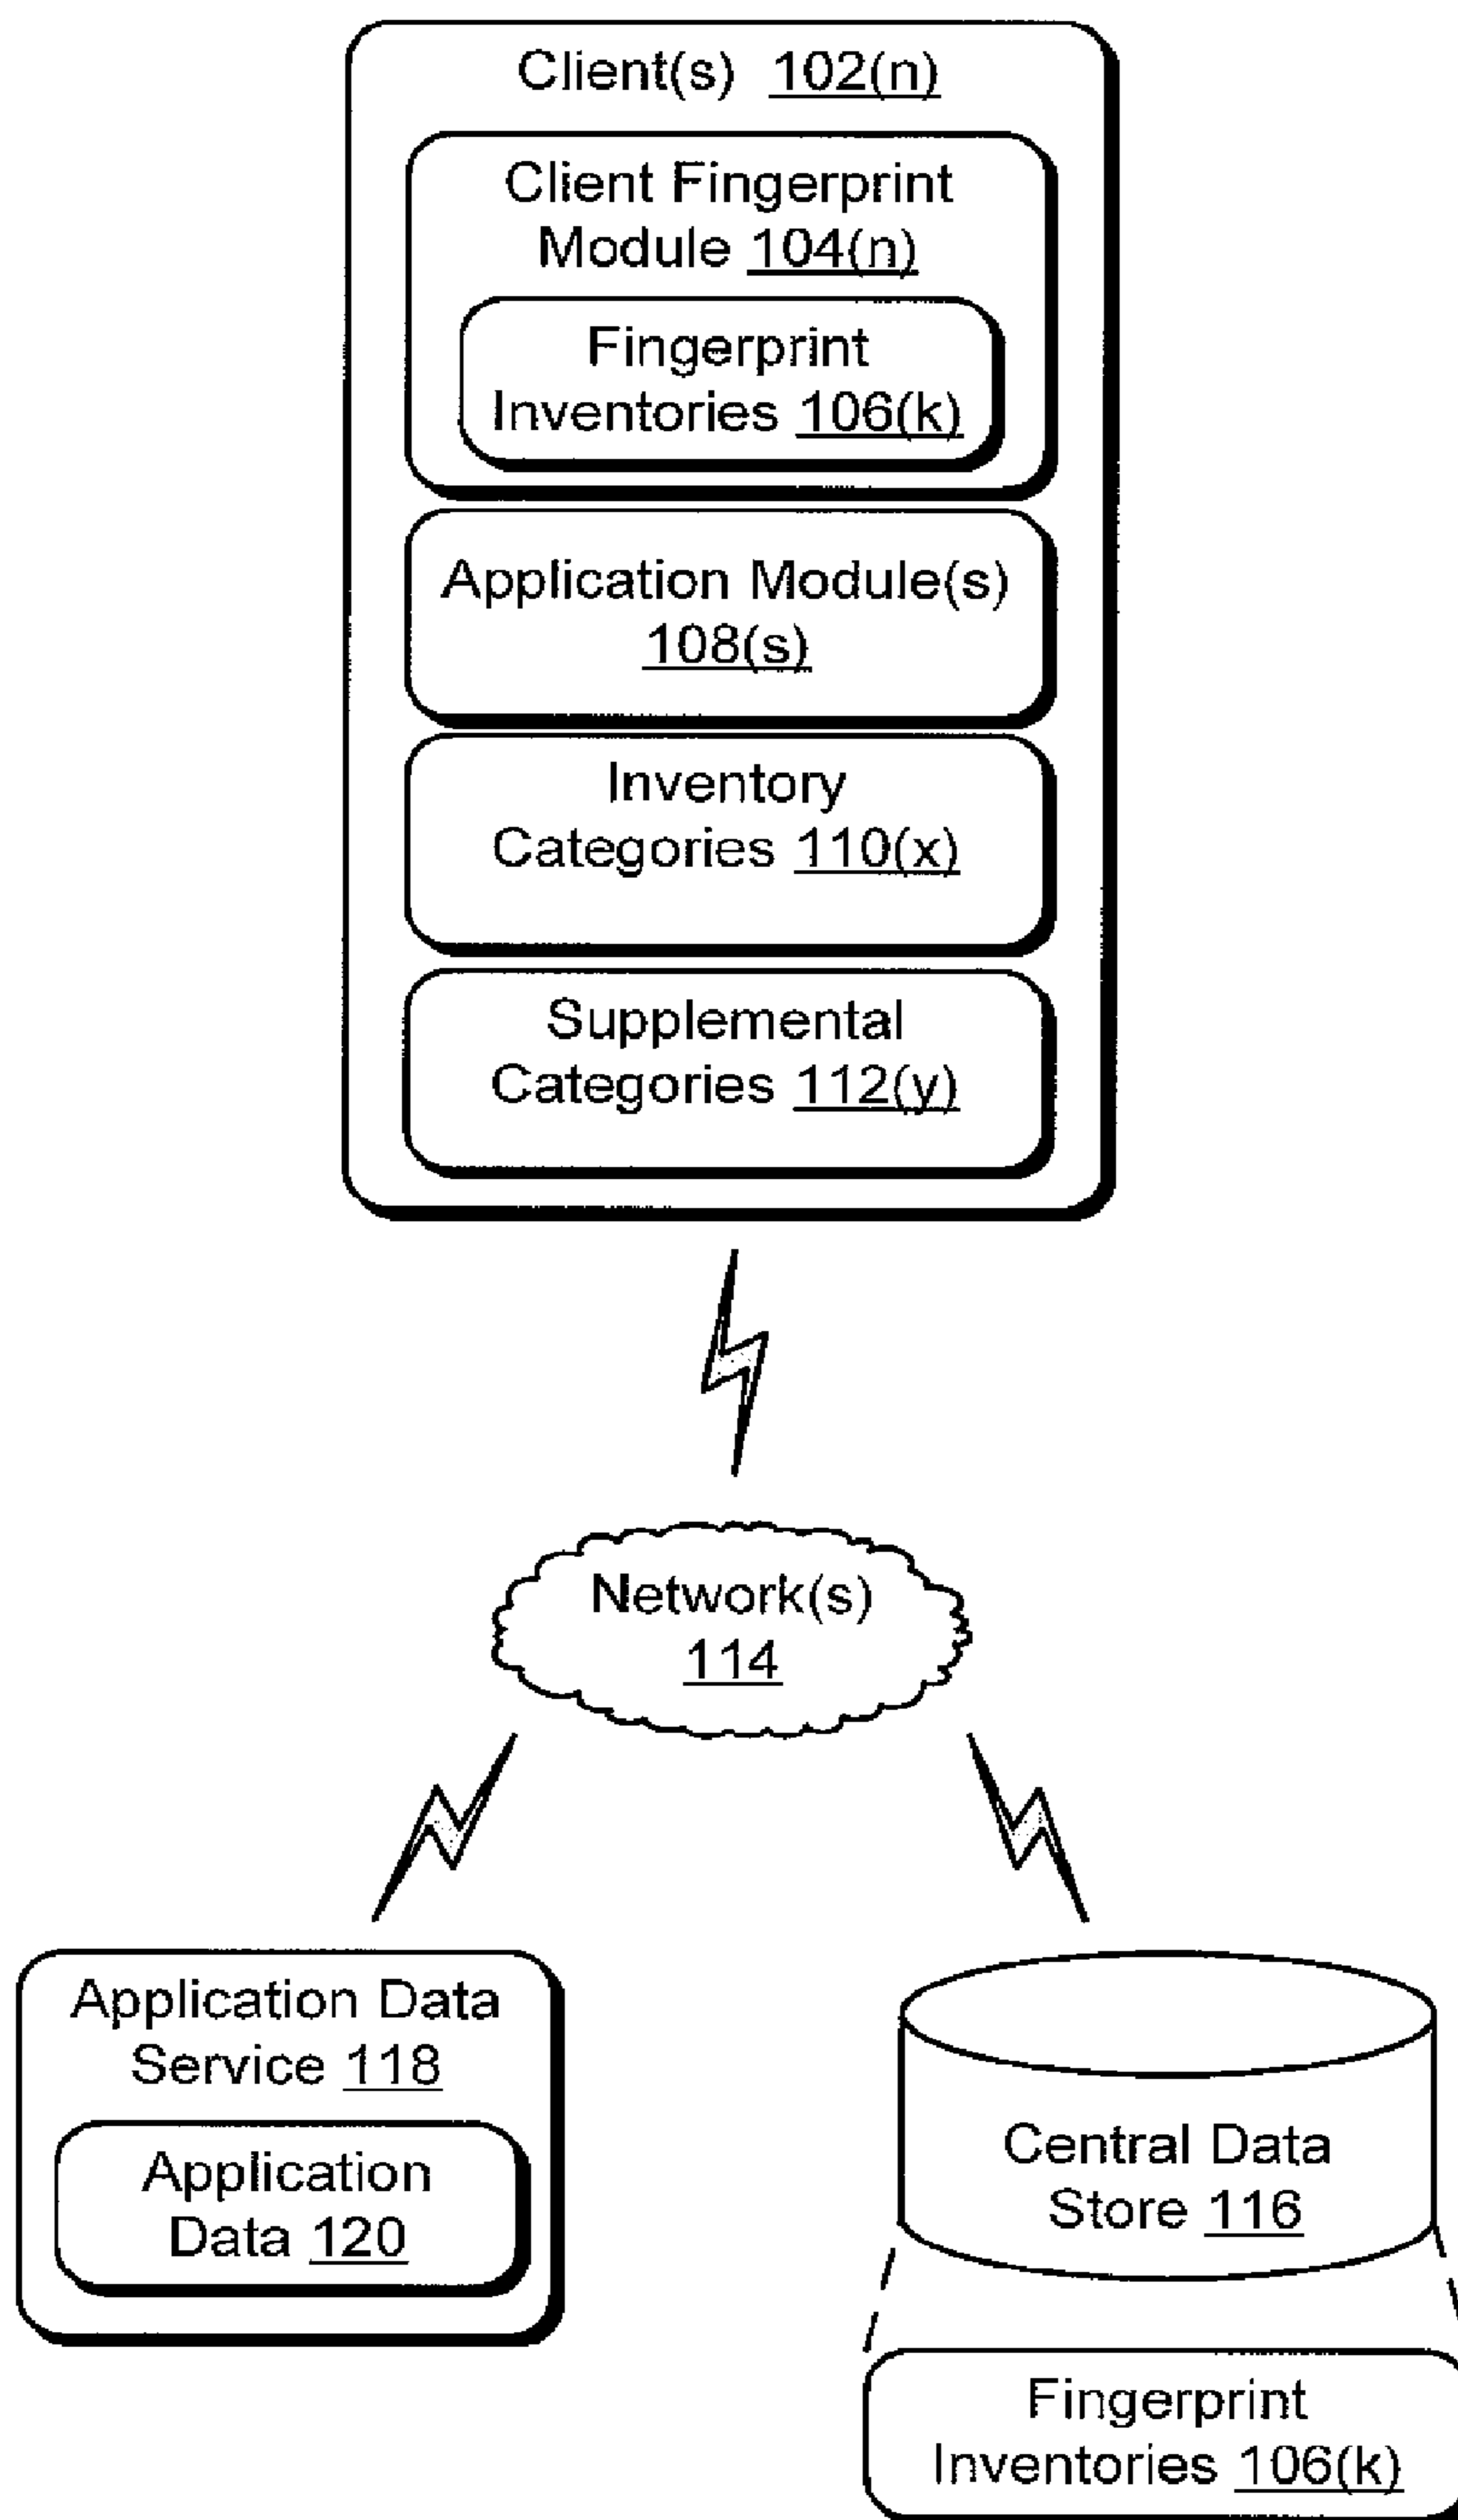 Client(s) 102(n)
Client Fingerprint
Module 104(n)
Fingerprint
Inventories 106(k)
Application Module(s)
108(s)
Inventory
Categories 110(x)
Supplemental
Categories 112(y)
Network(s)
114
Application Data
Service 118
Application
Data 120
Central Data
Store 116
Fingerprint
Inventories 106(k)